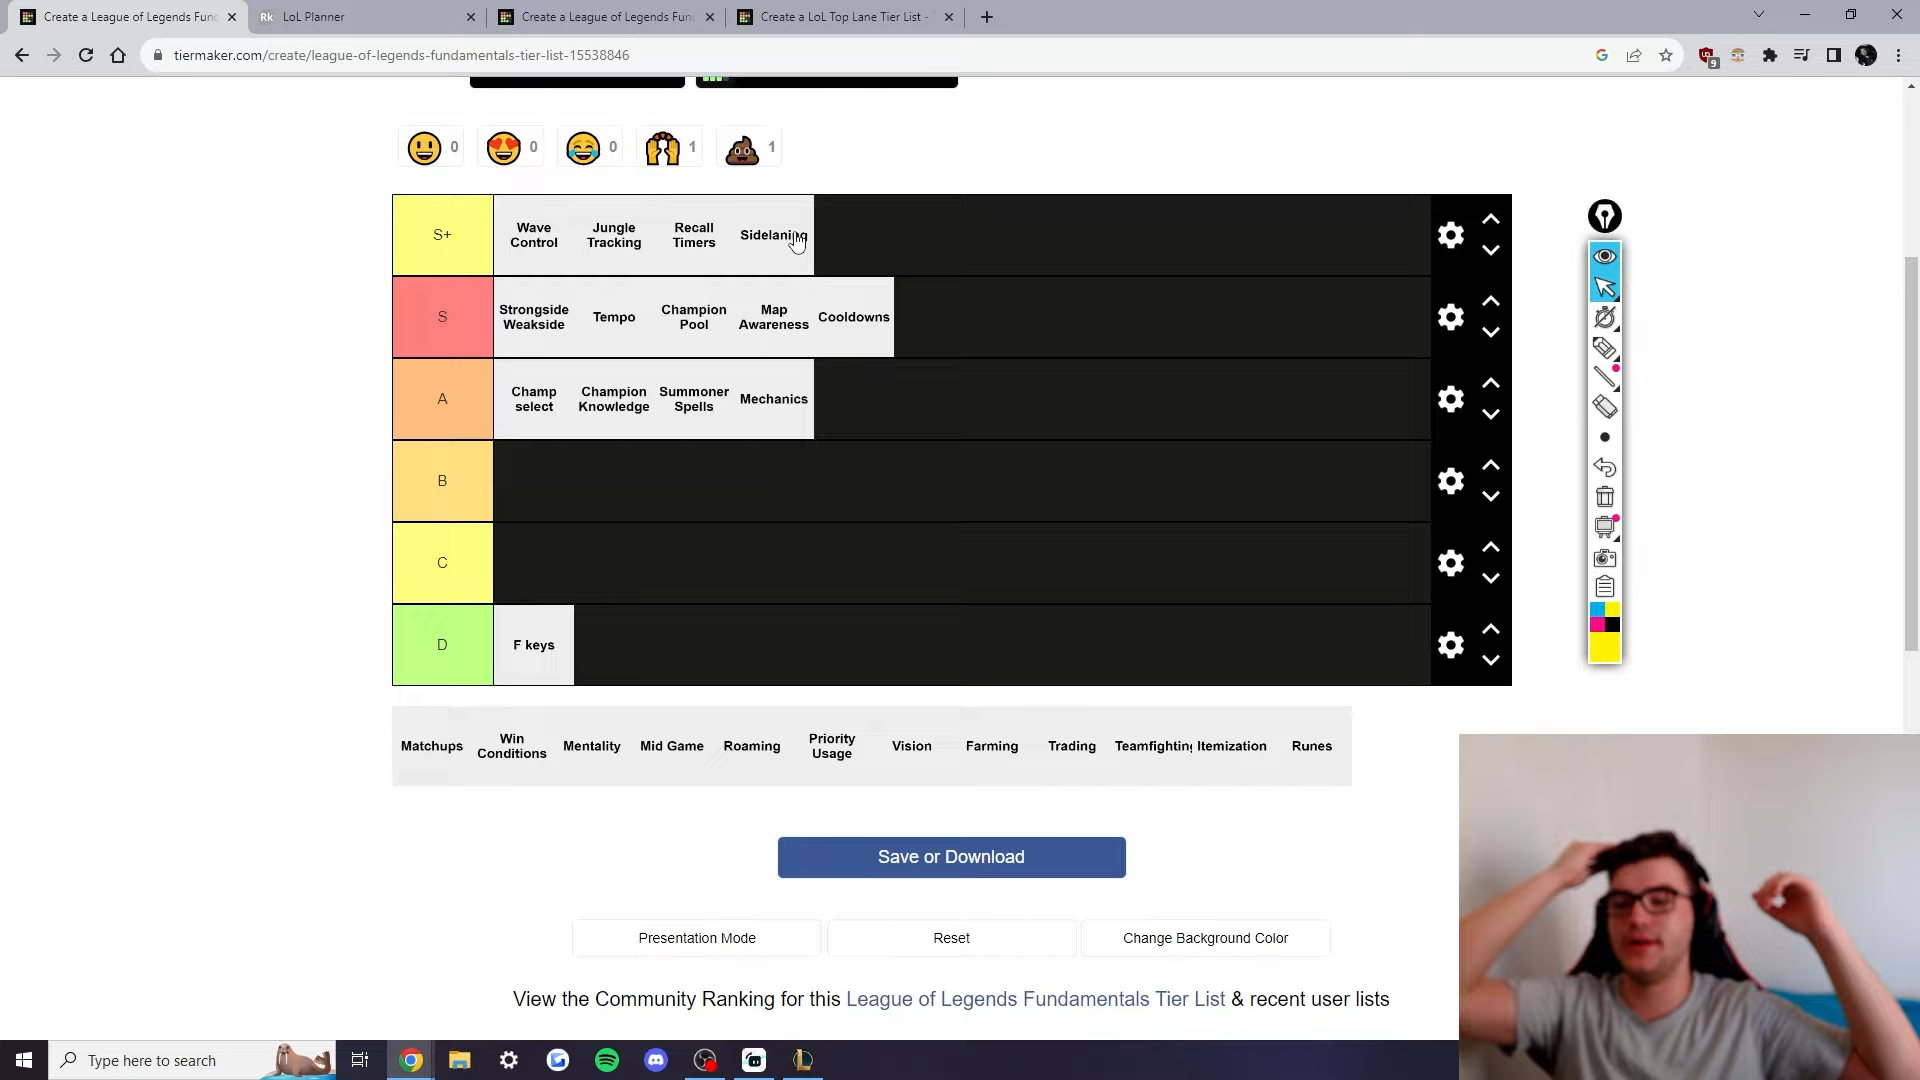 Create a League of Legends Fun
LoL Planner
Create a League of Legends Fun
Create a LoL Top Lane Tier List -
tiermaker.com/create/league-of-legends-fundamentals-tier-list-15538846
9
0
0
0
1
1
S+
Wave Control
Jungle Tracking
Recall Timers
Sidelaning
S
Strongside Weakside
Tempo
Champion Pool
Map Awareness
Cooldowns
A
Champ select
Champion Knowledge
Summoner Spells
Mechanics
B
C
D
F keys
Matchups
Win Conditions
Mentality
Mid Game
Roaming
Priority Usage
Vision
Farming
Trading
Teamfighting
Itemization
Runes
Save or Download
Presentation Mode
Reset
Change Background Color
View the Community Ranking for this League of Legends Fundamentals Tier List & recent user lists
Type here to search